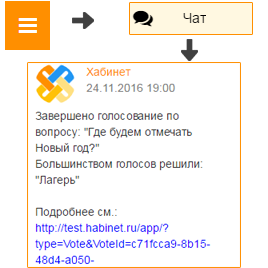 Чат
Хабинет
24.11.2016 19:00
Завершено голосование по
вопросу: "Где будем отмечать
Новый год?"
Большинством голосов решили:
"Лагерь"
Подробнее см.:
http://test.habinet.ru/app/?
type=Vote&VoteId=c71fcca9-8b15-
48d4-a050-